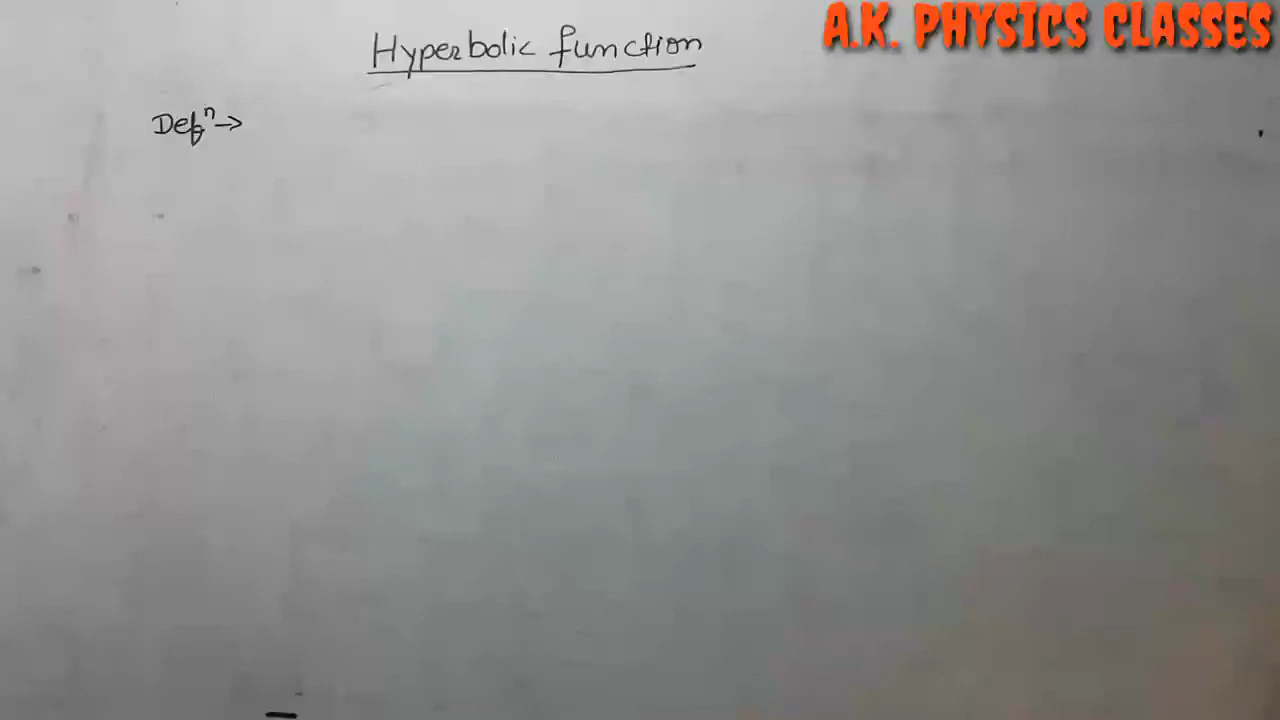 A.K. PHYSICS CLASSES
Hyperbolic function
Defⁿ→